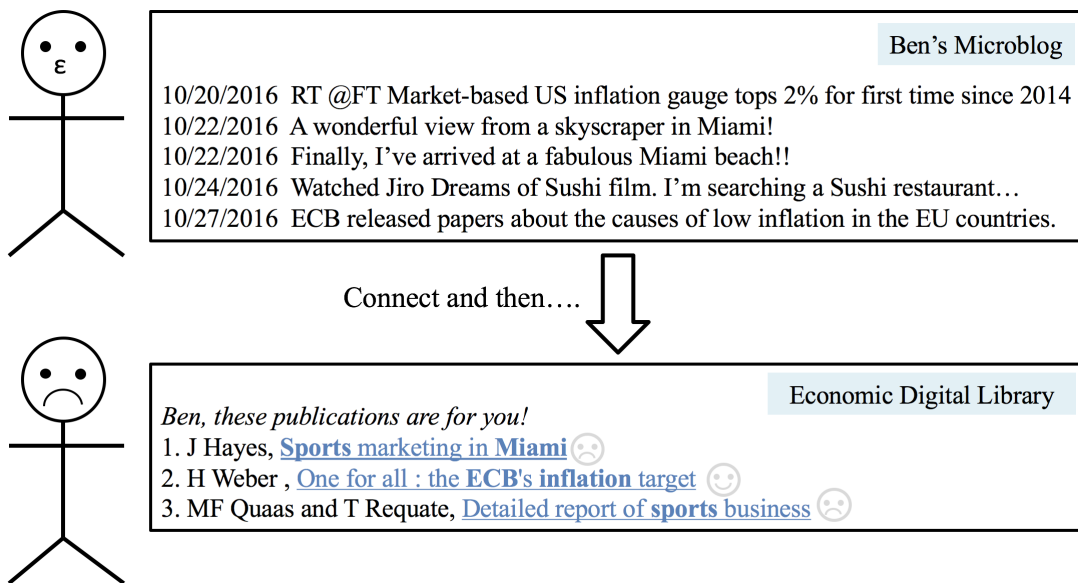 Ben’s Microblog
10/20/2016 RT @FT Market-based US inflation gauge tops 2% for first time since 2014
10/22/2016 A wonderful view from a skyscraper in Miami!
10/22/2016 Finally, I’ve arrived at a fabulous Miami beach!!
10/24/2016 Watched Jiro Dreams of Sushi film. I’m searching a Sushi restaurant…
10/27/2016 ECB released papers about the causes of low inflation in the EU countries.
Connect and then….
Economic Digital Library
Ben, these publications are for you!
1. J Hayes, Sports marketing in Miami
2. H Weber , One for all : the ECB's inflation target
3. MF Quaas and T Requate, Detailed report of sports business